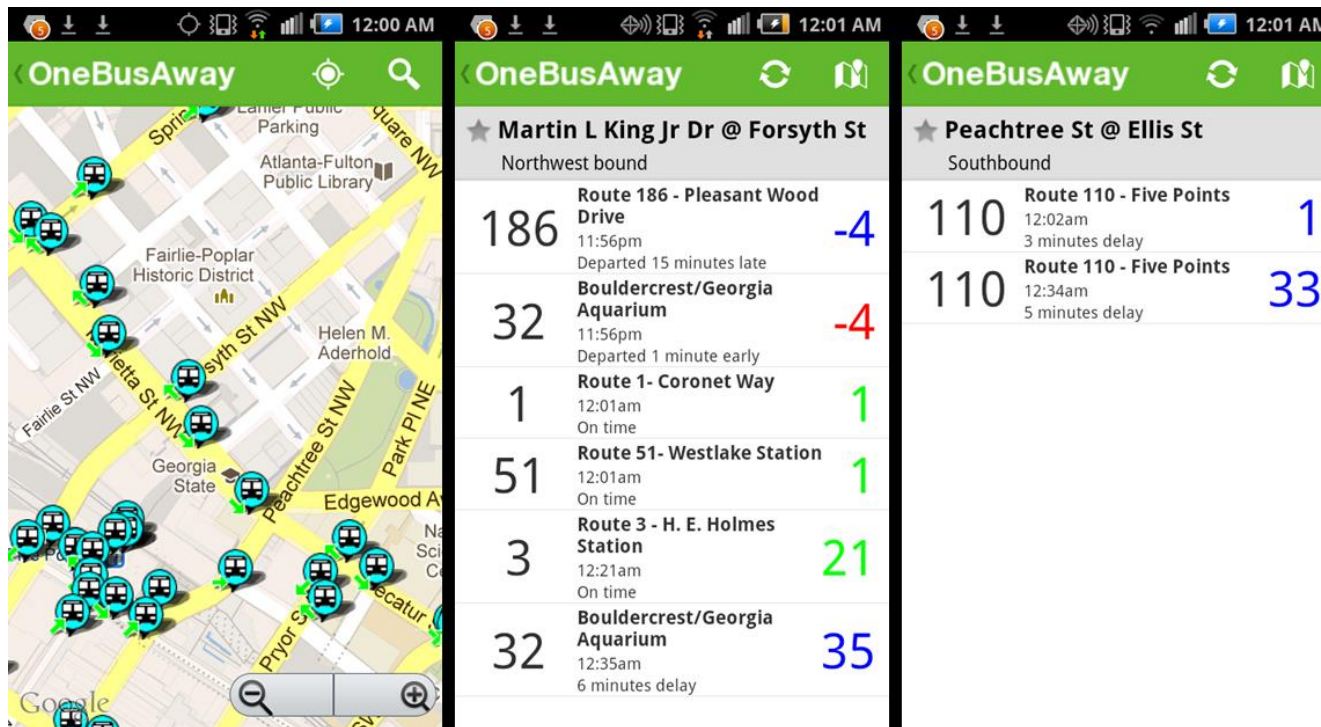 12:00 AM
OneBusAway
Lanier Public
Parking
Atlanta-Fulton
Public Library
Fairlie-Poplar
Historic District
Helen M.
Aderhold
Fairlie St NW
Peachtree St NW
Park Pl NE
Georgia
State
Edgewood
Pryor S
Google
12:01 AM
OneBusAway
Martin L King Jr Dr @ Forsyth St
Northwest bound
186
Route 186 - Pleasant Wood
Drive
11:56pm
Departed 15 minutes late
-4
32
Bouldercrest/Georgia
Aquarium
11:56pm
Departed 1 minute early
-4
1
Route 1- Coronet Way
12:01am
On time
1
51
Route 51- Westlake Station
12:01am
On time
1
3
Route 3 - H. E. Holmes
Station
12:21am
On time
21
32
Bouldercrest/Georgia
Aquarium
12:35am
6 minutes delay
35
12:01 AM
OneBusAway
Peachtree St @ Ellis St
Southbound
110
Route 110 - Five Points
12:02am
3 minutes delay
1
110
Route 110 - Five Points
12:34am
5 minutes delay
33